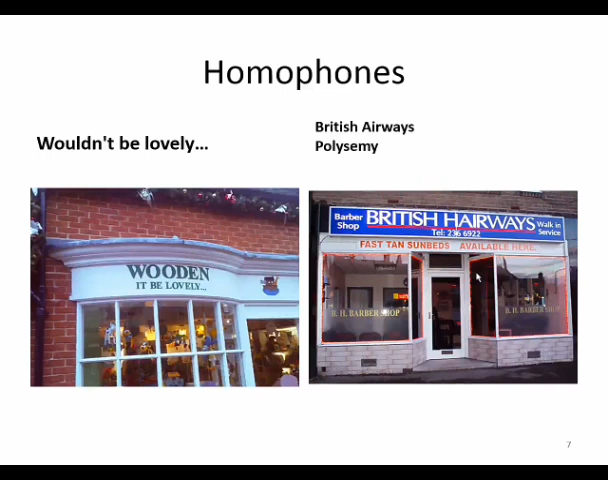 Homophones
Wouldn't be lovely...
British Airways
Polysemy
WOODEN
IT BE LOVELY...
Barber
Shop
BRITISH HAIRWAYS
Walk in
Service
Tel: 236 6922
FAST TAN SUNBEDS AVAILABLE HERE.
B. H. BARBER SHOP
B. H. BARBER SHOP
7